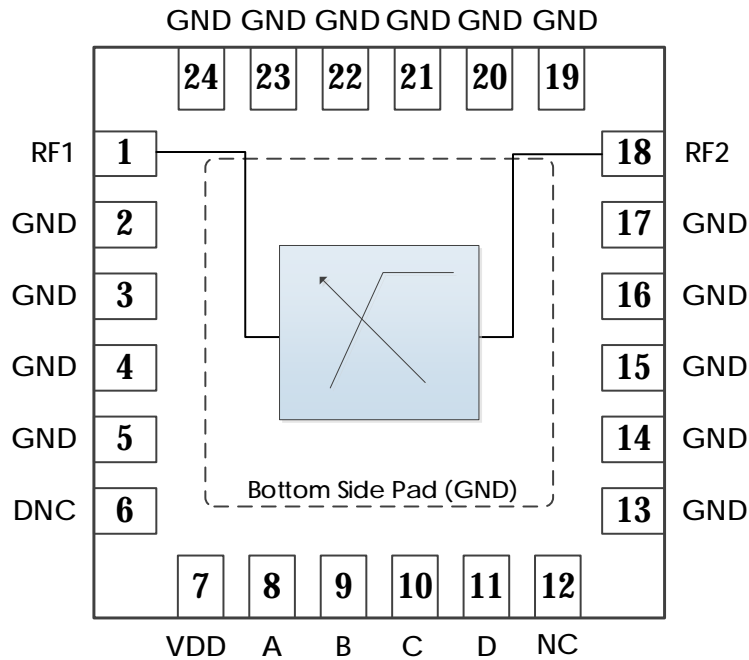 GND GND GND GND GND GND
24 23 22 21 20 19
RF1 1 18 RF2
GND 2 17 GND
GND 3 16 GND
GND 4 15 GND
GND 5 14 GND
Bottom Side Pad (GND)
DNC 6 13 GND
7 8 9 10 11 12
VDD A B C D NC